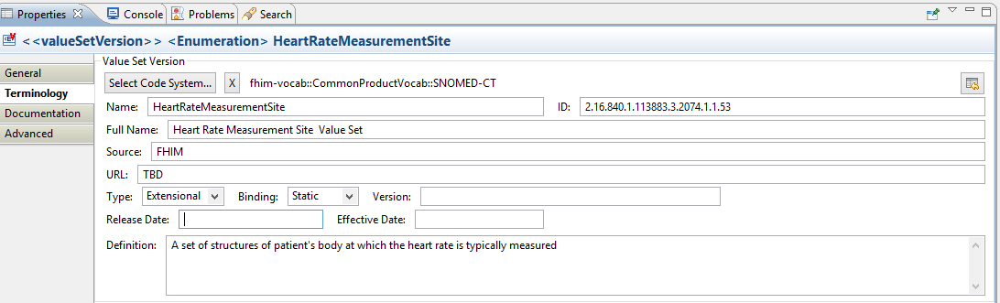 Properties Console Problems Search
<<valueSetVersion>> <Enumeration> HeartRateMeasurementSite
General
Terminology
Documentation
Advanced
Value Set Version
Select Code System... X fhim-vocab::CommonProductVocab::SNOMED-CT
Name: HeartRateMeasurementSite ID: 2.16.840.1.113883.3.2074.1.1.53
Full Name: Heart Rate Measurement Site Value Set
Source: FHIM
URL: TBD
Type: Extensional Binding: Static Version:
Release Date: Effective Date:
Definition: A set of structures of patient's body at which the heart rate is typically measured